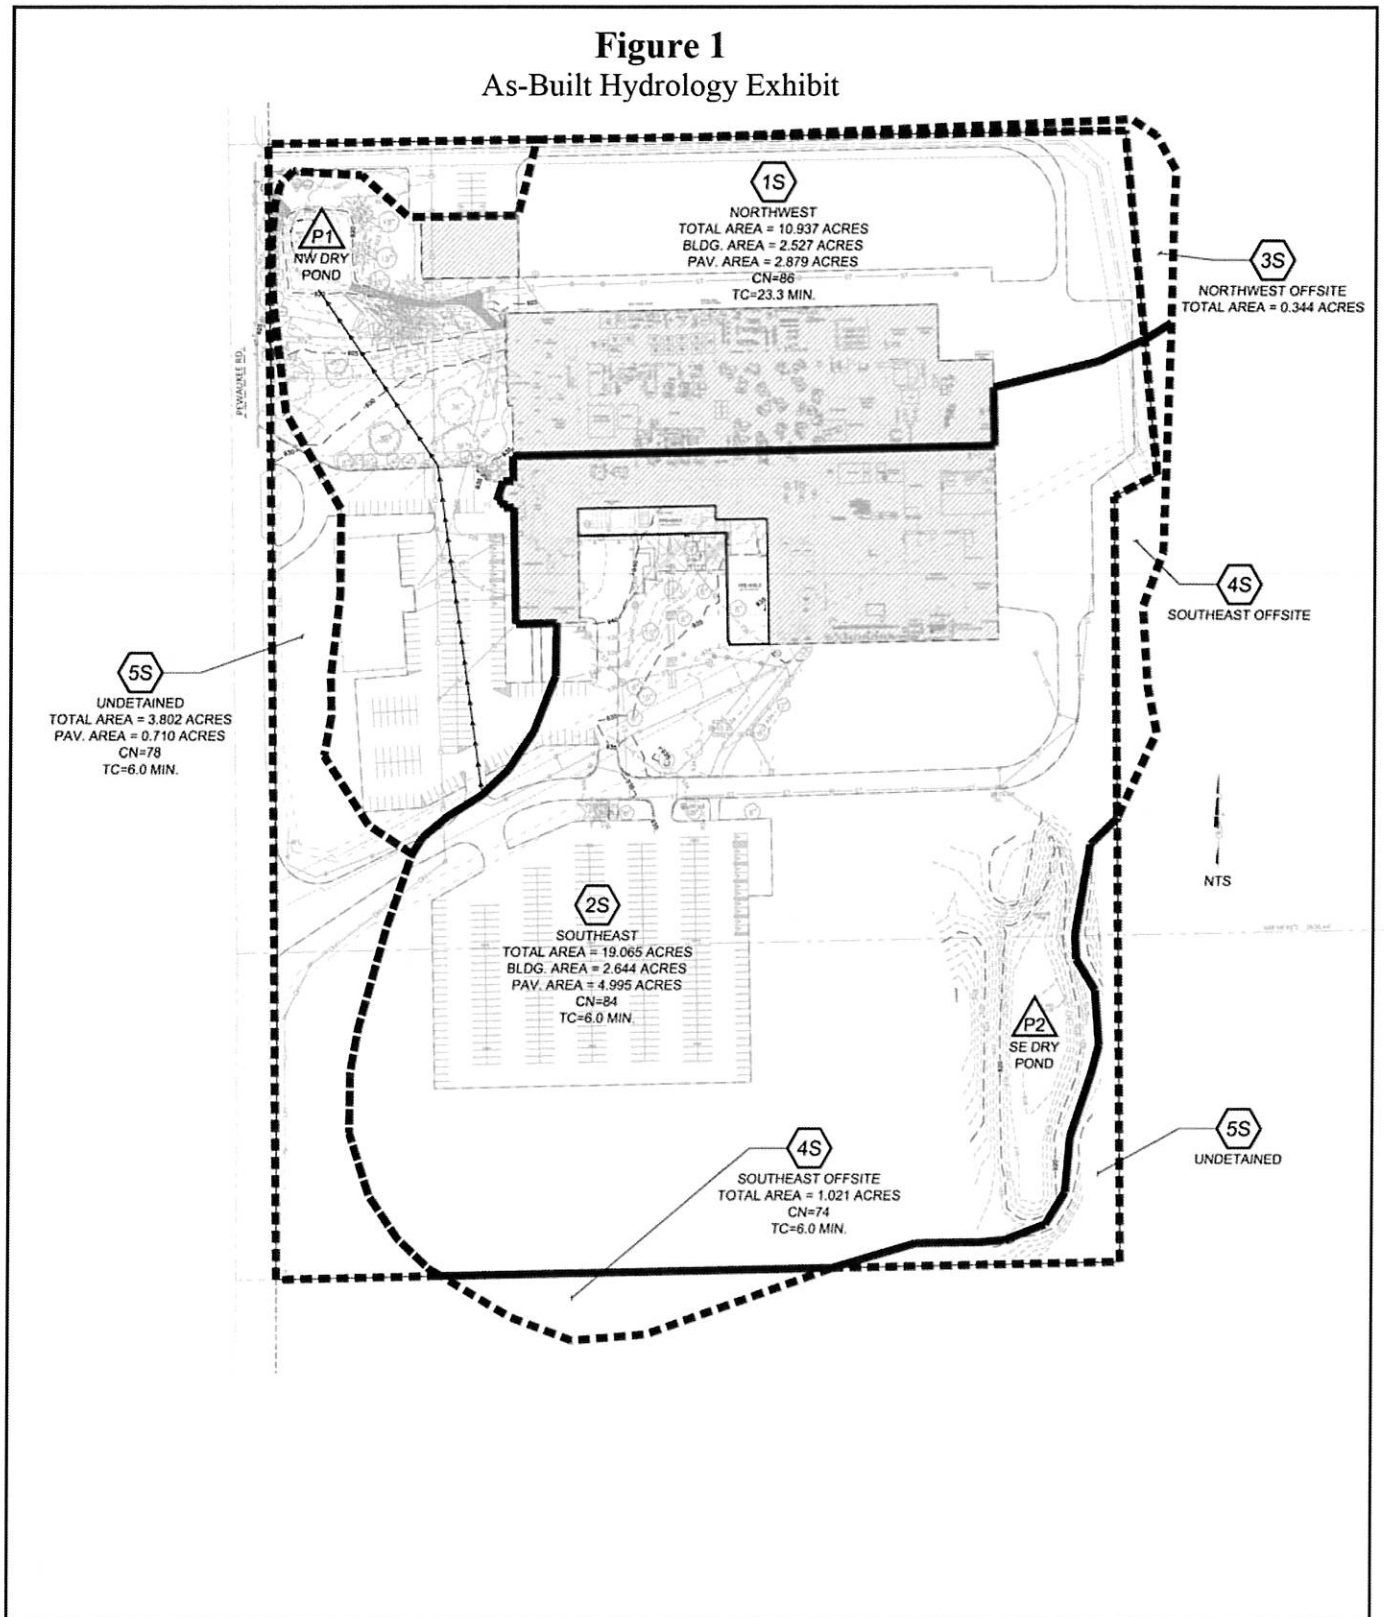 Figure 1
As-Built Hydrology Exhibit
1S
NORTHWEST
TOTAL AREA = 10.937 ACRES
BLDG. AREA = 2.527 ACRES
PAV. AREA = 2.879 ACRES
CN=86
TC=23.3 MIN.
P1
NW DRY
POND
3S
NORTHWEST OFFSITE
TOTAL AREA = 0.344 ACRES
PEWAUKEE RD.
4S
SOUTHEAST OFFSITE
5S
UNDETAINED
TOTAL AREA = 3.802 ACRES
PAV. AREA = 0.710 ACRES
CN=78
TC=6.0 MIN.
NTS
2S
SOUTHEAST
TOTAL AREA = 19.065 ACRES
BLDG. AREA = 2.644 ACRES
PAV. AREA = 4.995 ACRES
CN=84
TC=6.0 MIN.
P2
SE DRY
POND
4S
SOUTHEAST OFFSITE
TOTAL AREA = 1.021 ACRES
CN=74
TC=6.0 MIN.
5S
UNDETAINED